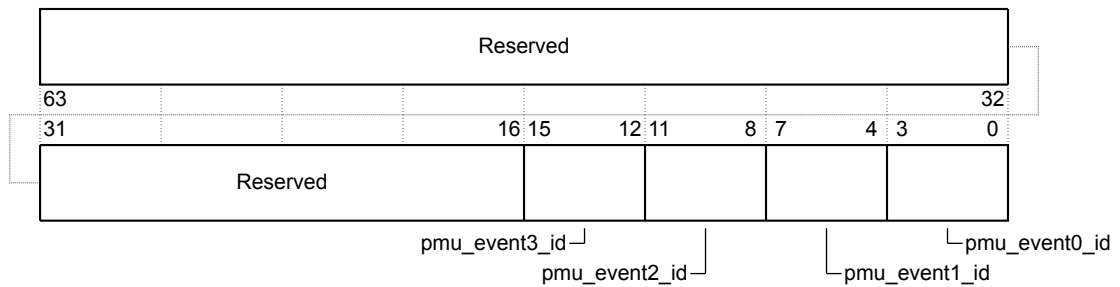 Reserved
63 32
31 16 15 12 11 8 7 4 3 0
Reserved
pmu_event3_id pmu_event0_id
pmu_event2_id pmu_event1_id